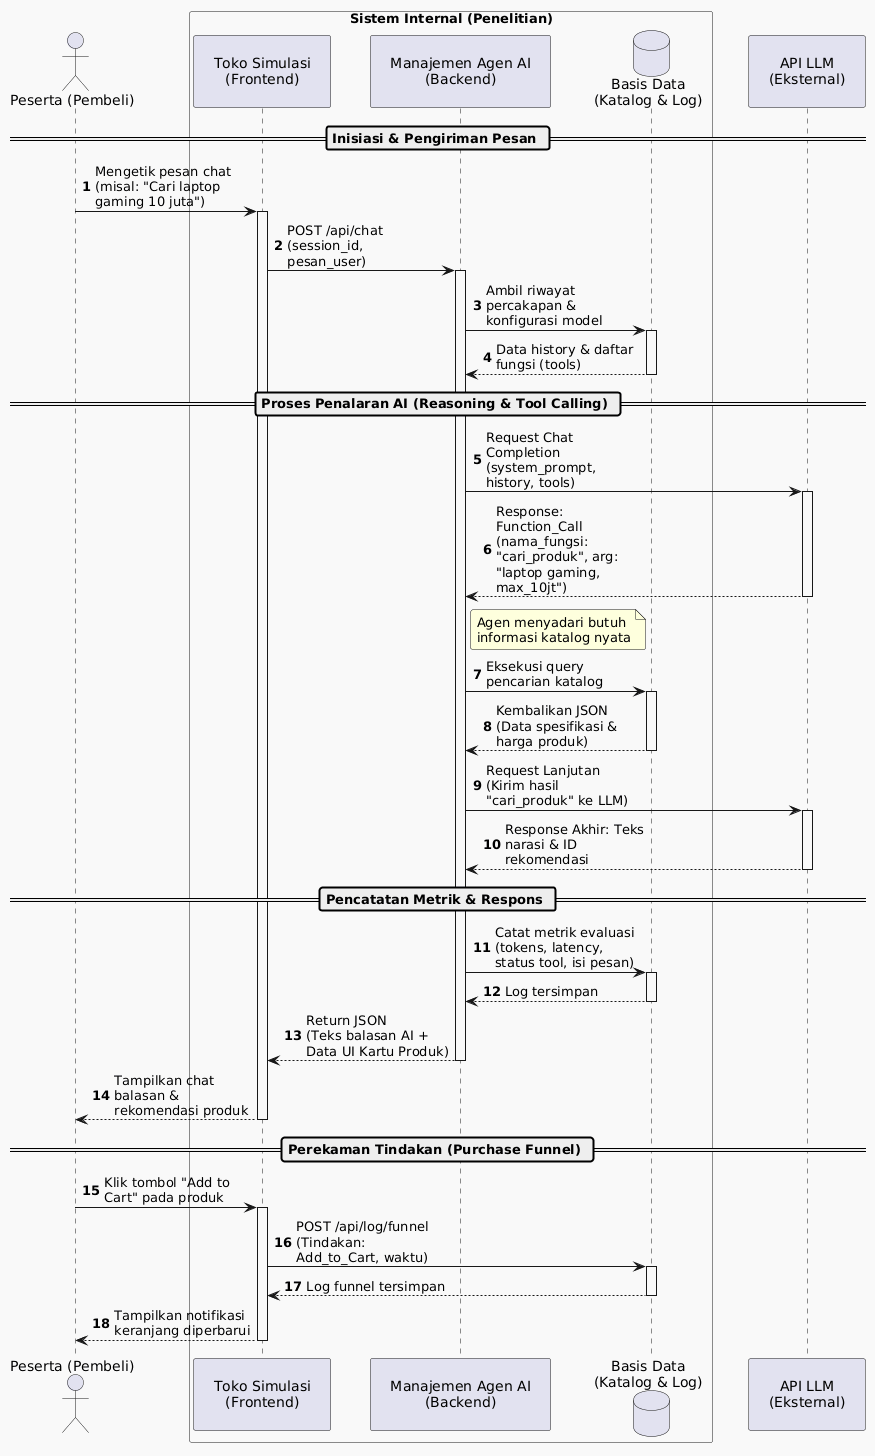 Sistem Internal (Penelitian)
Peserta (Pembeli)
Toko Simulasi
(Frontend)
Manajemen Agen AI
(Backend)
Basis Data
(Katalog & Log)
API LLM
(Eksternal)
Inisiasi & Pengiriman Pesan
1 Mengetik pesan chat
(misal: "Cari laptop
gaming 10 juta")
2 POST /api/chat
(session_id,
pesan_user)
3 Ambil riwayat
percakapan &
konfigurasi model
4 Data history & daftar
fungsi (tools)
Proses Penalaran AI (Reasoning & Tool Calling)
5 Request Chat
Completion
(system_prompt,
history, tools)
6 Response:
Function_Call
(nama_fungsi:
"cari_produk", arg:
"laptop gaming,
max_10jt")
Agen menyadari butuh
informasi katalog nyata
7 Eksekusi query
pencarian katalog
8 Kembalikan JSON
(Data spesifikasi &
harga produk)
9 Request Lanjutan
(Kirim hasil
"cari_produk" ke LLM)
10 Response Akhir: Teks
narasi & ID
rekomendasi
Pencatatan Metrik & Respons
11 Catat metrik evaluasi
(tokens, latency,
status tool, isi pesan)
12 Log tersimpan
13 Return JSON
(Teks balasan AI +
Data UI Kartu Produk)
14 Tampilkan chat
balasan &
rekomendasi produk
Perekaman Tindakan (Purchase Funnel)
15 Klik tombol "Add to
Cart" pada produk
16 POST /api/log/funnel
(Tindakan:
Add_to_Cart, waktu)
17 Log funnel tersimpan
18 Tampilkan notifikasi
keranjang diperbarui
Peserta (Pembeli)
Toko Simulasi
(Frontend)
Manajemen Agen AI
(Backend)
Basis Data
(Katalog & Log)
API LLM
(Eksternal)